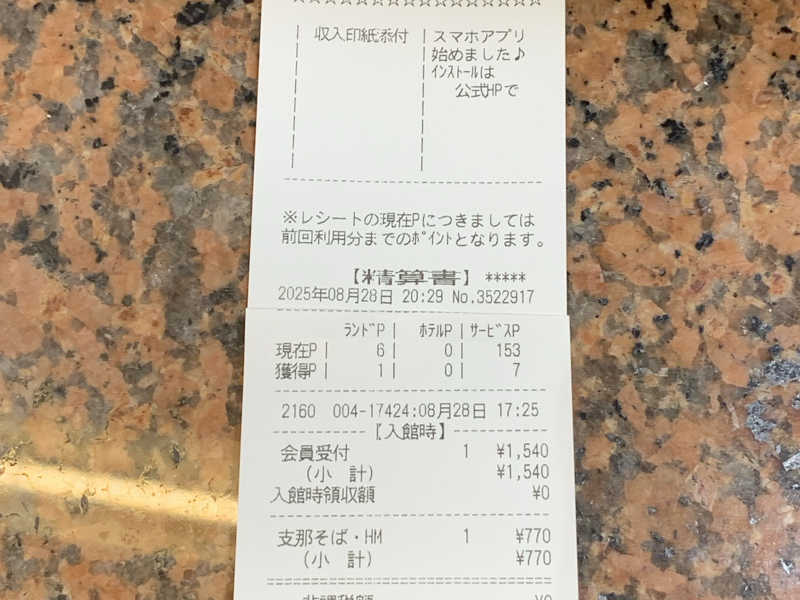 ☆☆☆☆☆☆☆☆☆☆☆☆☆☆☆☆☆☆
収入印紙添付 スマホアプリ
始めました♪
ｲﾝｽﾄｰﾙは
公式HPで
※レシートの現在Pにつきましては
前回利用分までのﾎﾟｲﾝﾄとなります。
【精算書】 *****
2025年08月28日 20:29 No.3522917
ﾗﾝﾄﾞP| ﾎﾃﾙP| ｻｰﾋﾞｽP
現在P| 6| 0| 153
獲得P| 1| 0| 7
2160 004-17424:08月28日 17:25
【入館時】
会員受付 1 ¥1,540
(小 計) ¥1,540
入館時領収額 ¥0
支那そば・HM 1 ¥770
(小 計) ¥770